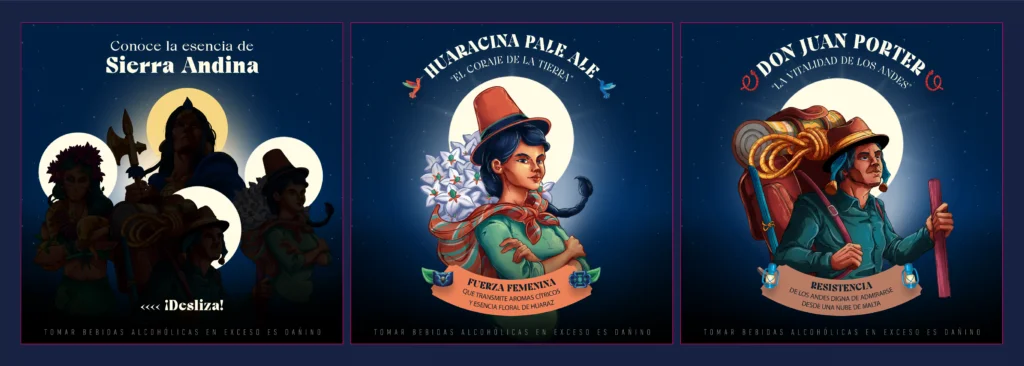 Conoce la esencia de
Sierra Andina
<<<< ¡Desliza!
TOMAR BEBIDAS ALCOHÓLICAS EN EXCESO ES DAÑINO
HUARACINA PALE ALE
"EL CORAJE DE LA TIERRA"
FUERZA FEMENINA
QUE TRANSMITE AROMAS CÍTRICOS
Y ESENCIA FLORAL DE HUARAZ
TOMAR BEBIDAS ALCOHÓLICAS EN EXCESO ES DAÑINO
DON JUAN PORTER
"LA VITALIDAD DE LOS ANDES"
RESISTENCIA
DE LOS ANDES DIGNA DE ADMIRARSE
DESDE UNA NUBE DE MALTA
TOMAR BEBIDAS ALCOHÓLICAS EN EXCESO ES DAÑINO